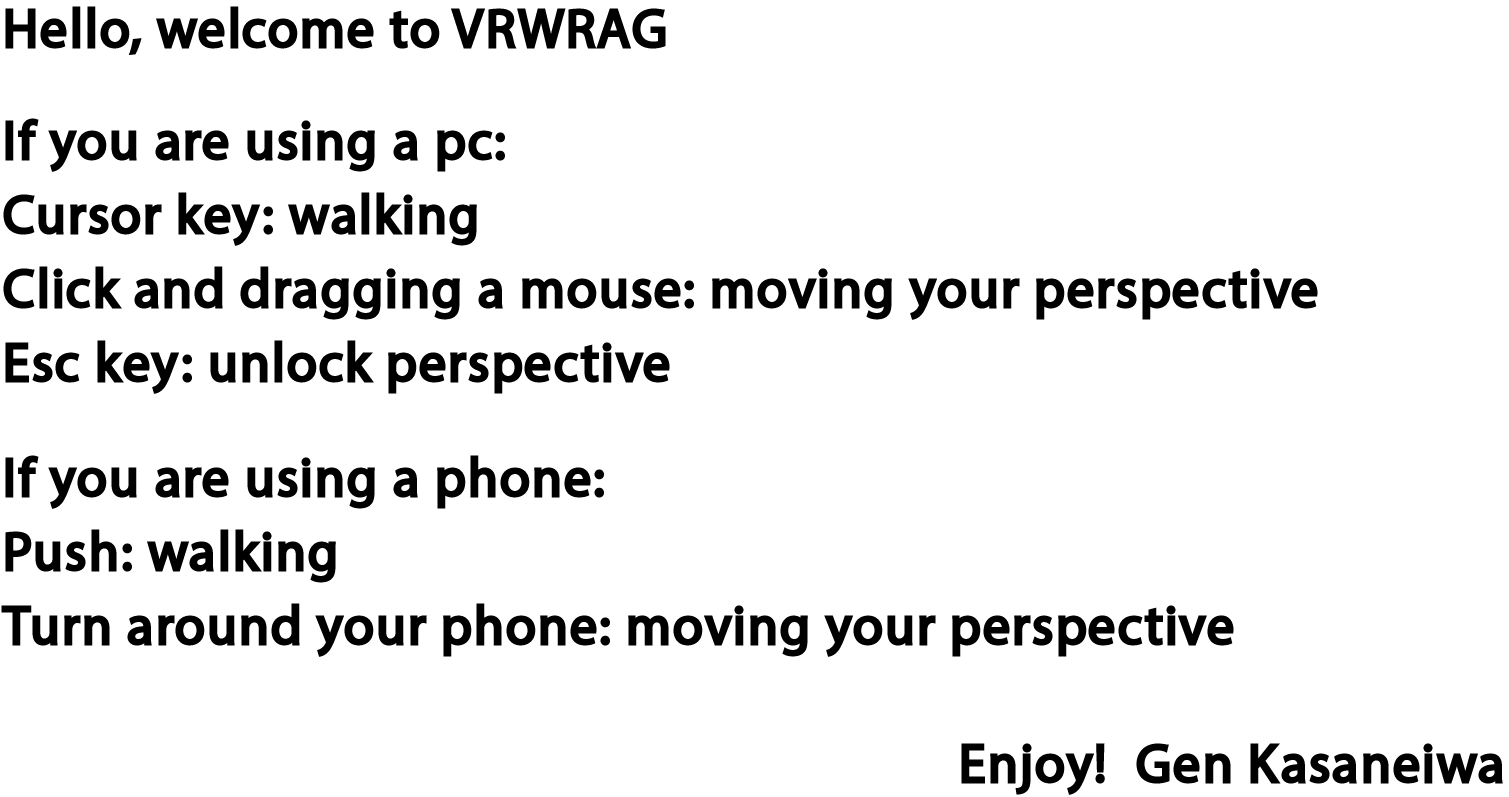 Hello, welcome to VRWRAG
If you are using a pc:
Cursor key: walking
Click and dragging a mouse: moving your perspective
Esc key: unlock perspective
If you are using a phone:
Push: walking
Turn around your phone: moving your perspective
Enjoy!  Gen Kasaneiwa